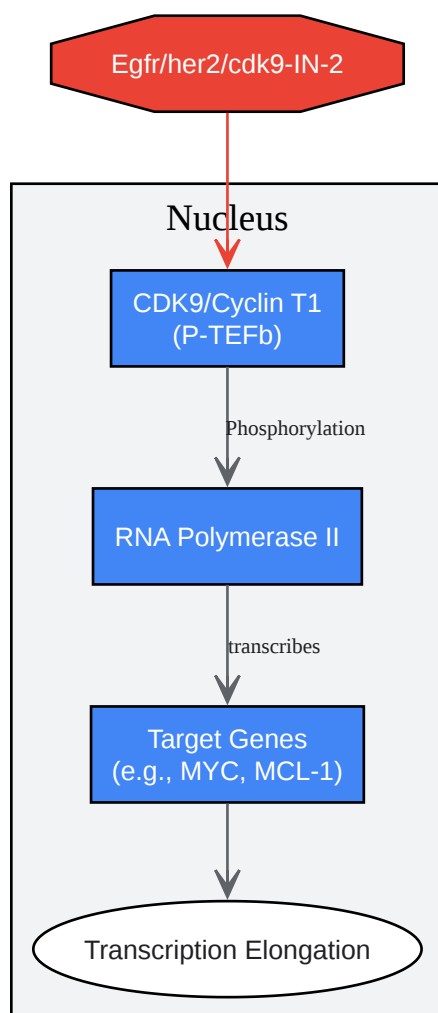 Egfr/her2/cdk9-IN-2
Nucleus
CDK9/Cyclin T1
(P-TEFb)
Phosphorylation
RNA Polymerase II
transcribes
Target Genes
(e.g., MYC, MCL-1)
Transcription Elongation